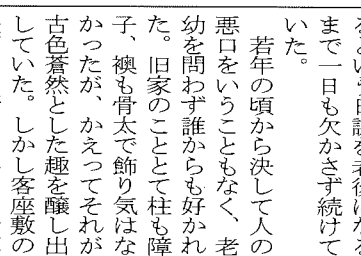 まで一日も欠かさず続けて
いた。
　若年の頃から決して人の
悪口をいうこともなく、老
幼を問わず誰からも好かれ
た。旧家のこととて柱も障
子、襖も骨太で飾り気はな
かったが、かえってそれが
古色蒼然とした趣を醸し出
していた。しかし客座敷の